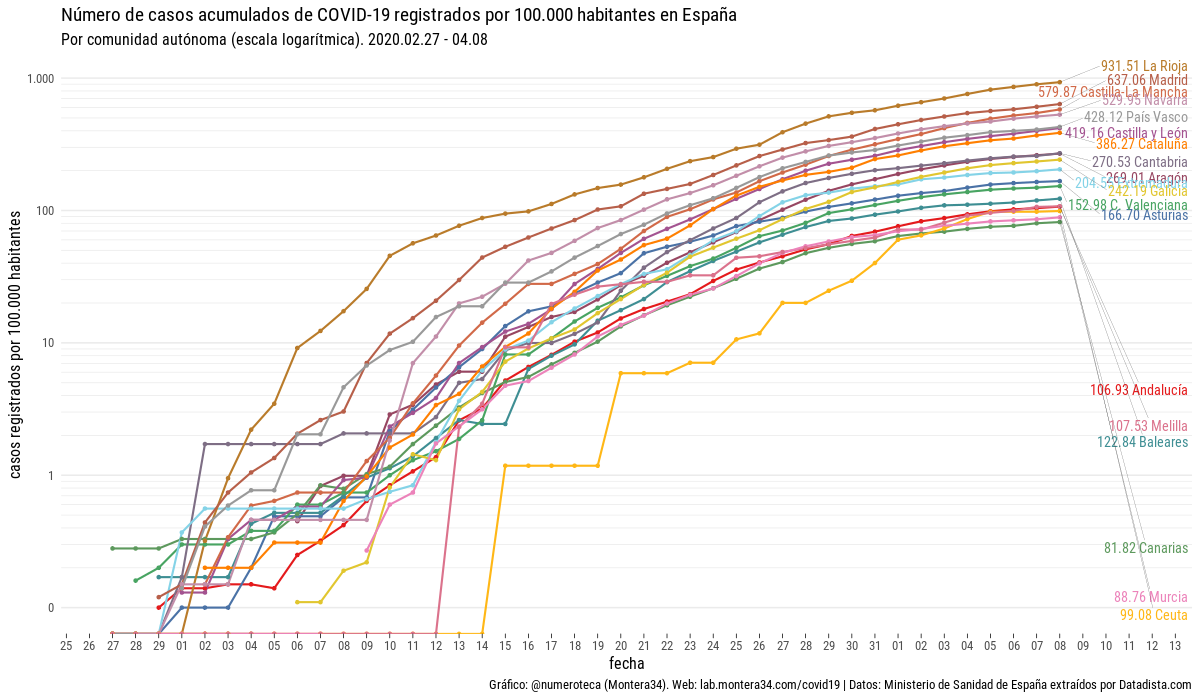 Número de casos acumulados de COVID-19 registrados por 100.000 habitantes en España
Por comunidad autónoma (escala logarítmica). 2020.02.27 - 04.08
casos registrados por 100.000 habitantes
1.000
100
10
1
0
931.51 La Rioja
637.06 Madrid
579.87 Castilla-La Mancha
529.95 Navarra
428.12 País Vasco
419.16 Castilla y León
386.27 Cataluña
270.53 Cantabria
269.01 Aragón
204.53 Extremadura
242.19 Galicia
152.98 C. Valenciana
166.70 Asturias
106.93 Andalucía
107.53 Melilla
122.84 Baleares
81.82 Canarias
88.76 Murcia
99.08 Ceuta
25 26 27 28 29 01 02 03 04 05 06 07 08 09 10 11 12 13 14 15 16 17 18 19 20 21 22 23 24 25 26 27 28 29 30 31 01 02 03 04 05 06 07 08 09 10 11 12 13
fecha
Gráfico: @numeroteca (Montera34). Web: lab.montera34.com/covid19 | Datos: Ministerio de Sanidad de España extraídos por Datadista.com